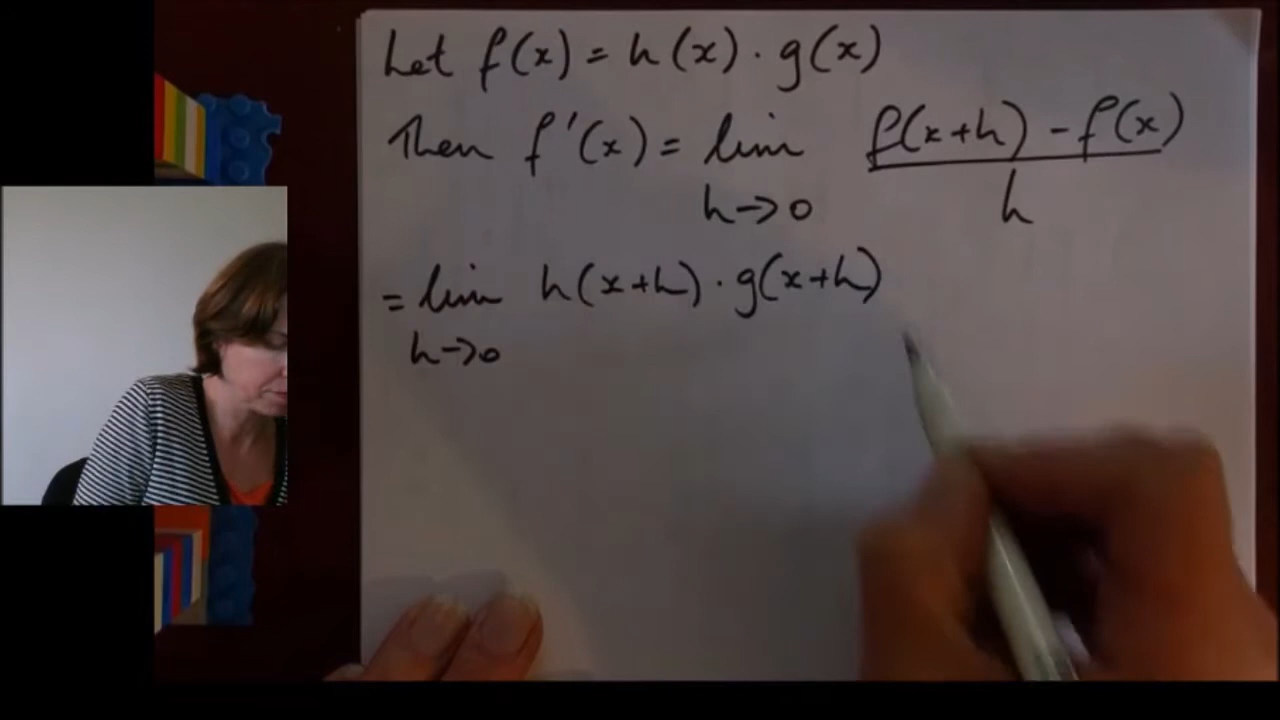 Let f(x) = h(x) · g(x)
Then f'(x) = lim f(x+h) - f(x)
h→0 h
= lim h(x+h) · g(x+h)
h→0